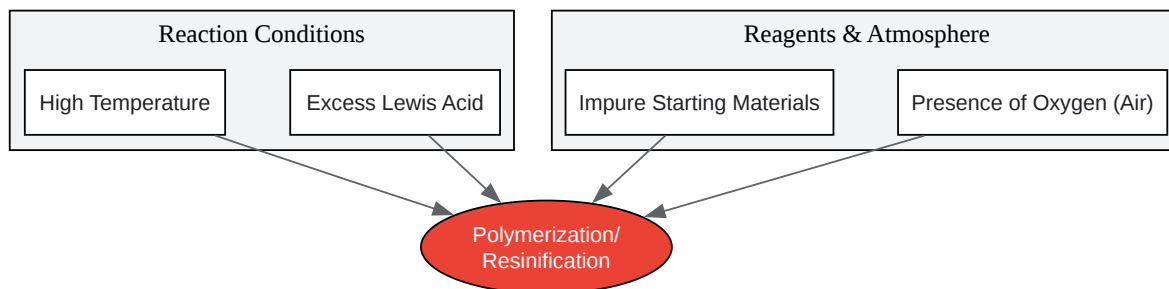 Reaction Conditions
Reagents & Atmosphere
High Temperature
Excess Lewis Acid
Impure Starting Materials
Presence of Oxygen (Air)
Polymerization/
Resinification